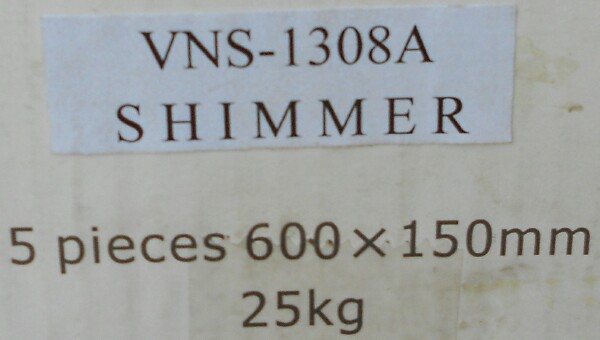 VNS-1308A
SHIMMER
5 pieces 600×150mm
25kg